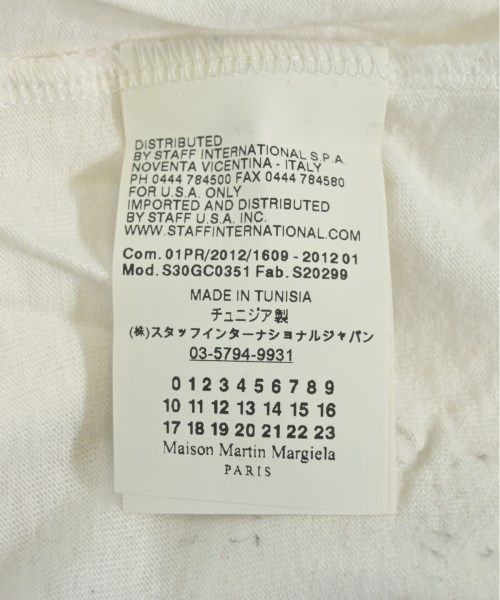 DISTRIBUTED
BY STAFF INTERNATIONAL S.P.A.
NOVENTA VICENTINA - ITALY
PH 0444 784500 FAX 0444 784580
FOR U.S.A. ONLY
IMPORTED AND DISTRIBUTED
BY STAFF U.S.A. INC.
WWW.STAFFINTERNATIONAL.COM
Com. 01PR/2012/1609 - 2012 01
Mod. S30GC0351 Fab. S20299
MADE IN TUNISIA
チュニジア製
(株)スタッフインターナショナルジャパン
03-5794-9931
0 1 2 3 4 5 6 7 8 9
10 11 12 13 14 15 16
17 18 19 20 21 22 23
Maison Martin Margiela
PARIS